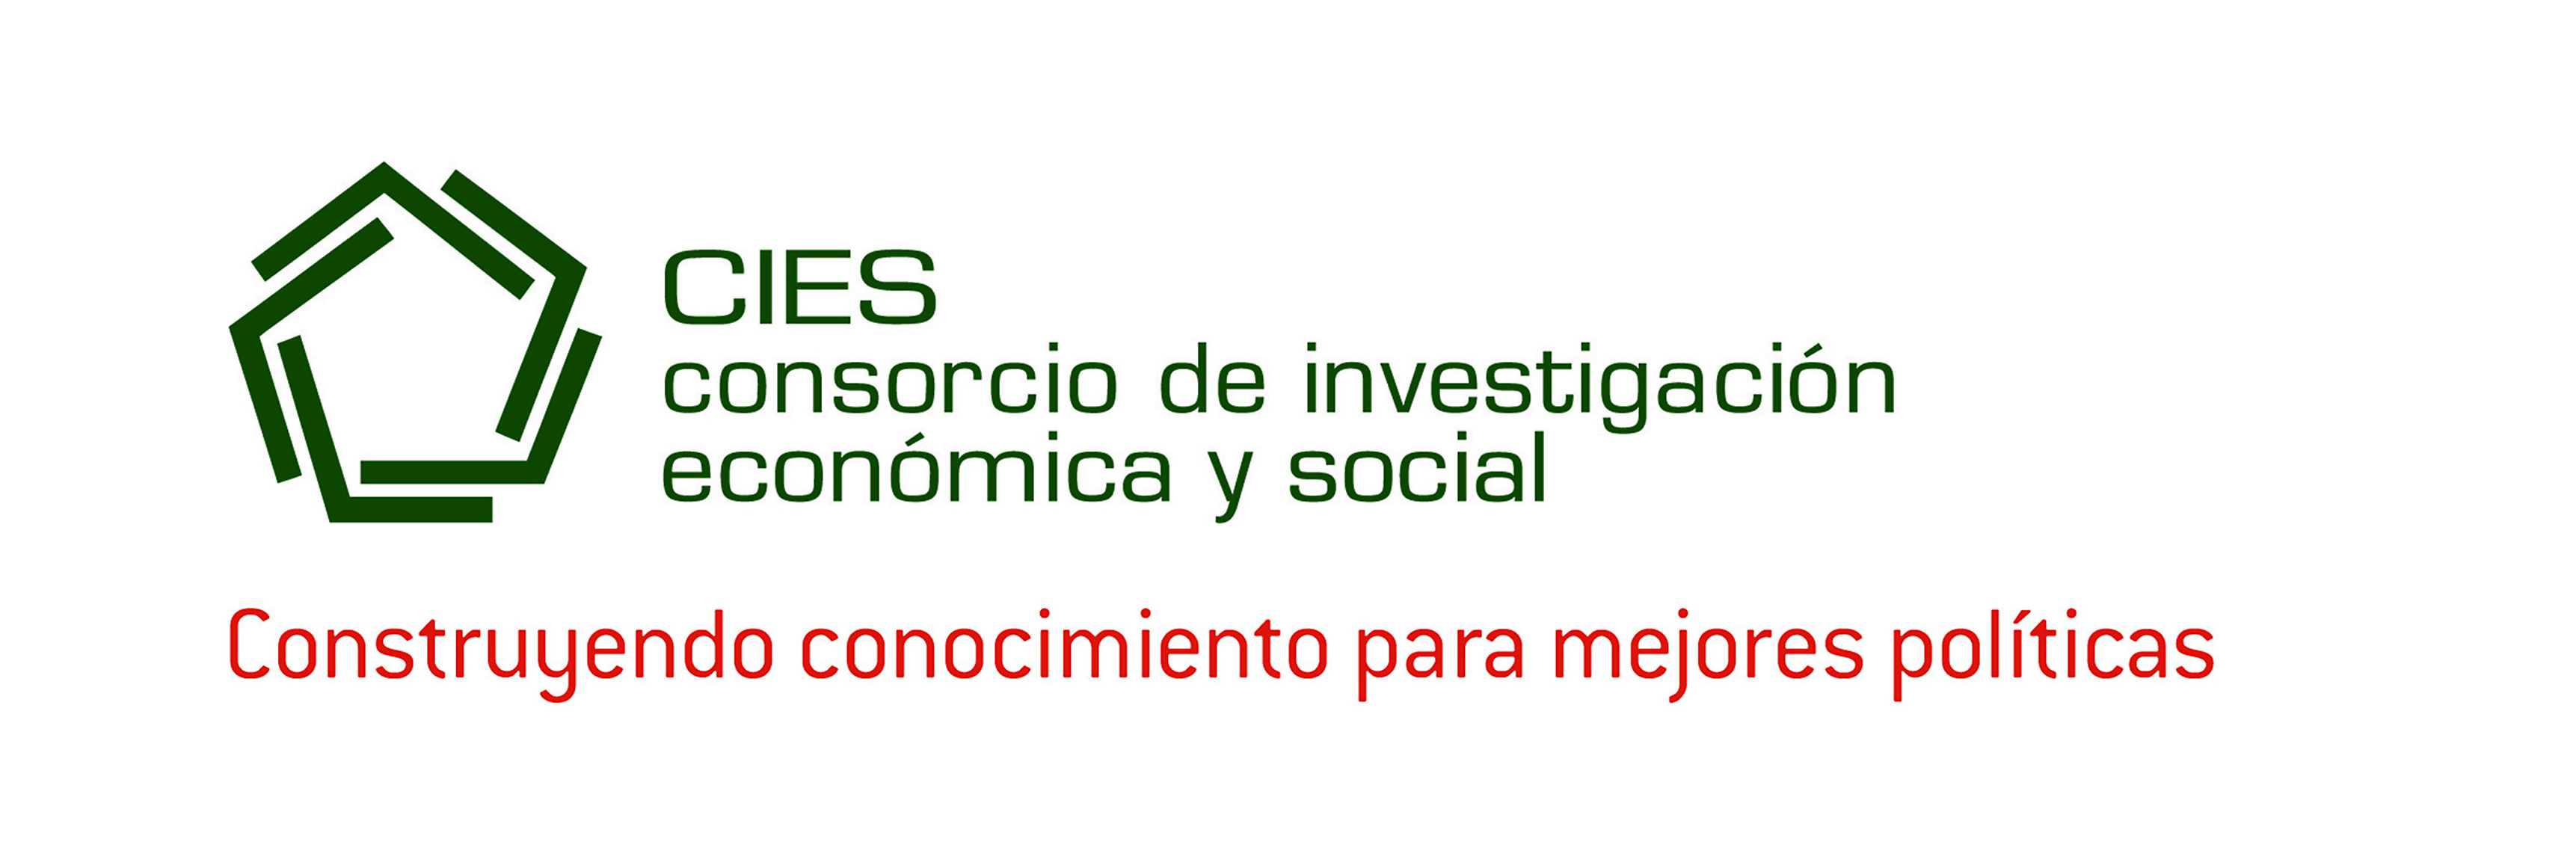 CIES
consorcio de investigación
económica y social
Construyendo conocimiento para mejores políticas